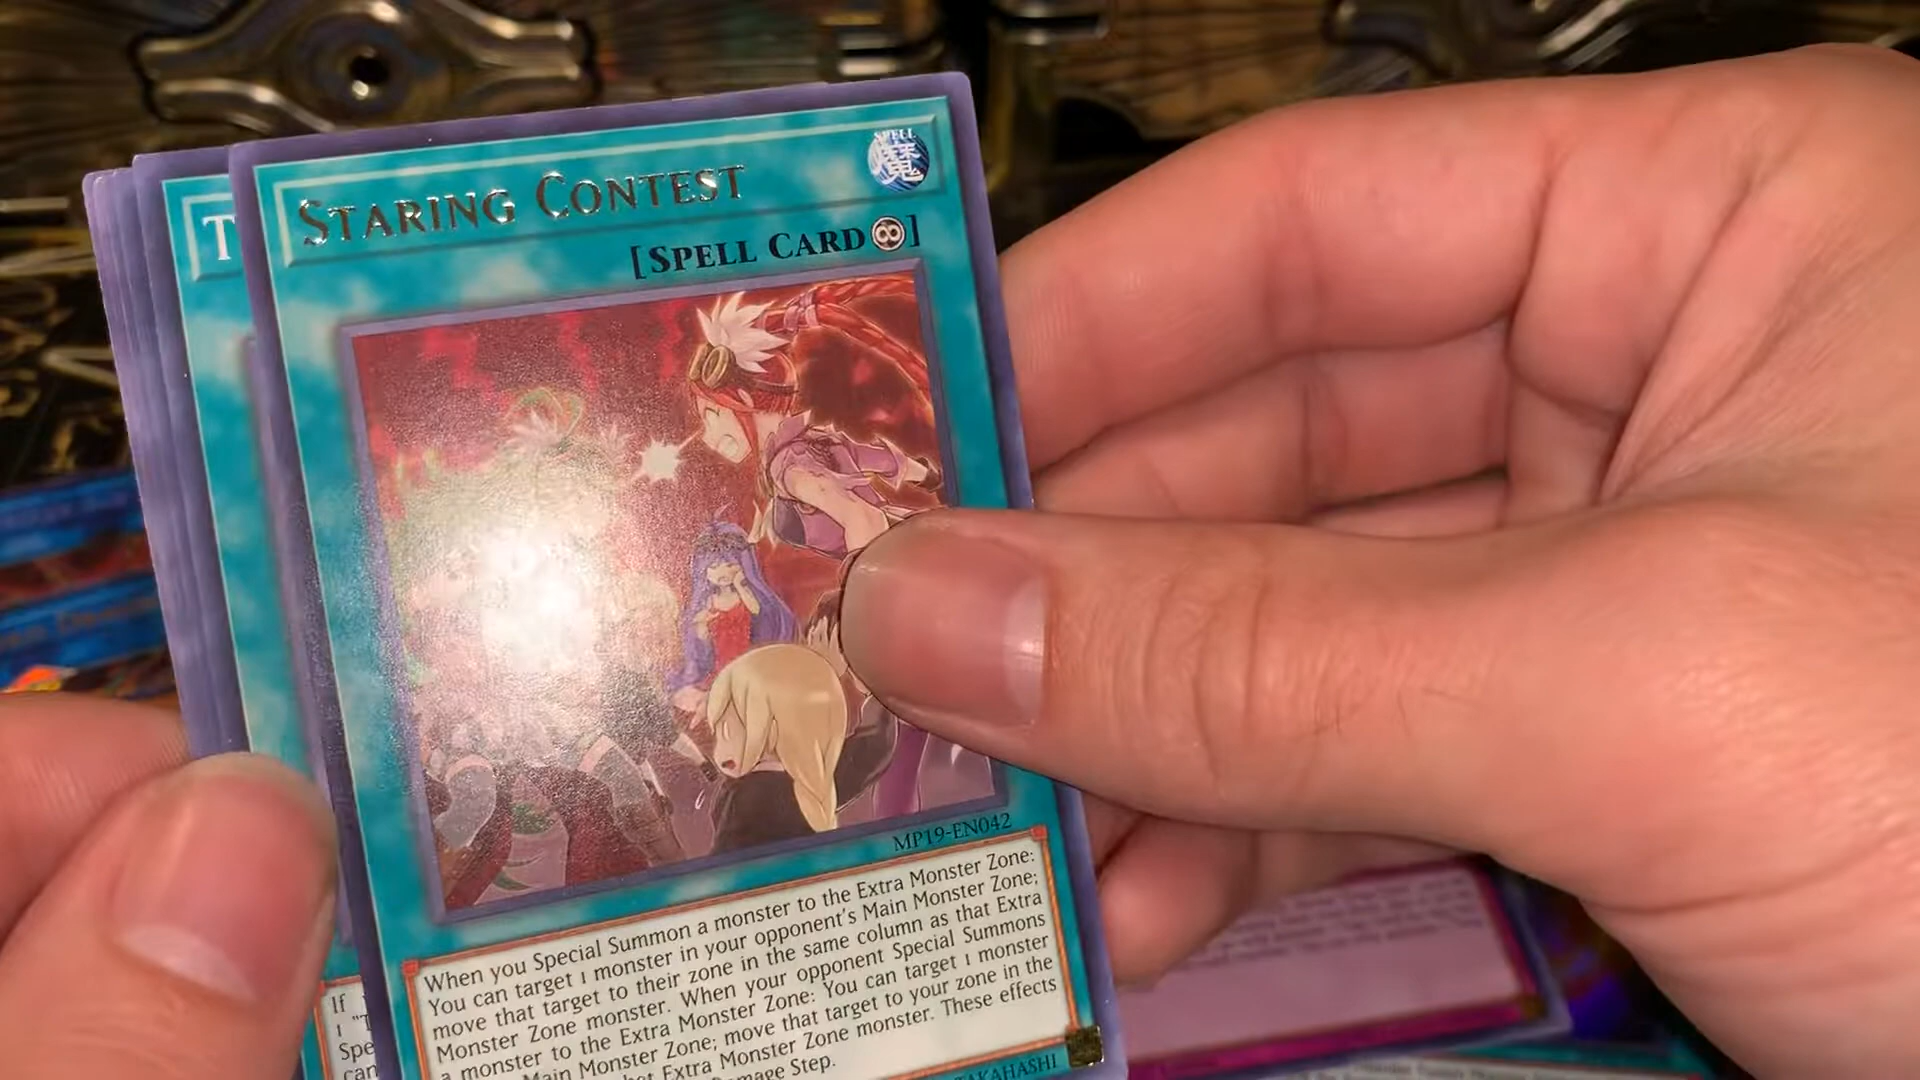 STARING CONTEST
SPELL
魔
[SPELL CARD]
MP19-EN042
When you Special Summon a monster to the Extra Monster Zone:
You can target 1 monster in your opponent's Main Monster Zone;
move that target to their zone in the same column as that Extra
Monster Zone monster. When your opponent Special Summons
a monster to the Extra Monster Zone: You can target 1 monster
Main Monster Zone; move that target to your zone in the
Extra Monster Zone monster. These effects
Step.
TAKAHASHI
T
If
1 "T
Spe
can